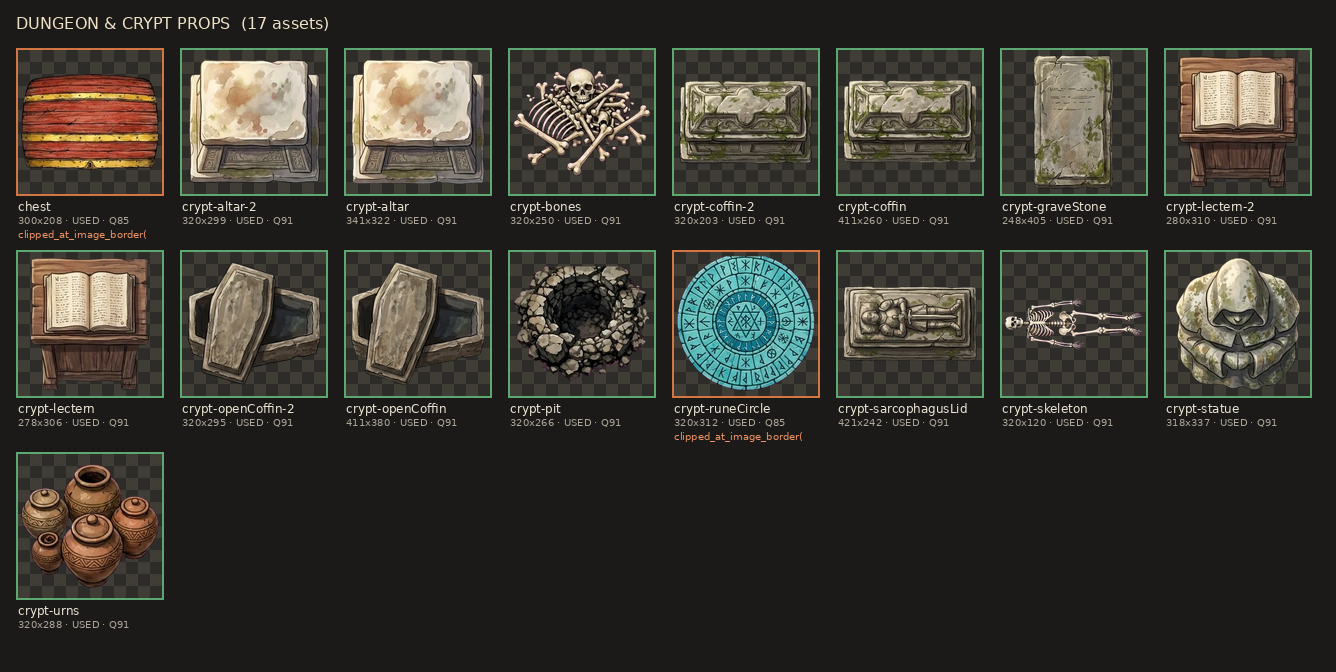 DUNGEON & CRYPT PROPS (17 assets)
chest
300x208 · USED · Q85
clipped_at_image_border(
crypt-altar-2
320x299 · USED · Q91
crypt-altar
341x322 · USED · Q91
crypt-bones
320x250 · USED · Q91
crypt-coffin-2
320x203 · USED · Q91
crypt-coffin
411x260 · USED · Q91
crypt-graveStone
248x405 · USED · Q91
crypt-lectern-2
280x310 · USED · Q91
crypt-lectern
278x306 · USED · Q91
crypt-openCoffin-2
320x295 · USED · Q91
crypt-openCoffin
411x380 · USED · Q91
crypt-pit
320x266 · USED · Q91
crypt-runeCircle
320x312 · USED · Q85
clipped_at_image_border(
crypt-sarcophagusLid
421x242 · USED · Q91
crypt-skeleton
320x120 · USED · Q91
crypt-statue
318x337 · USED · Q91
crypt-urns
320x288 · USED · Q91